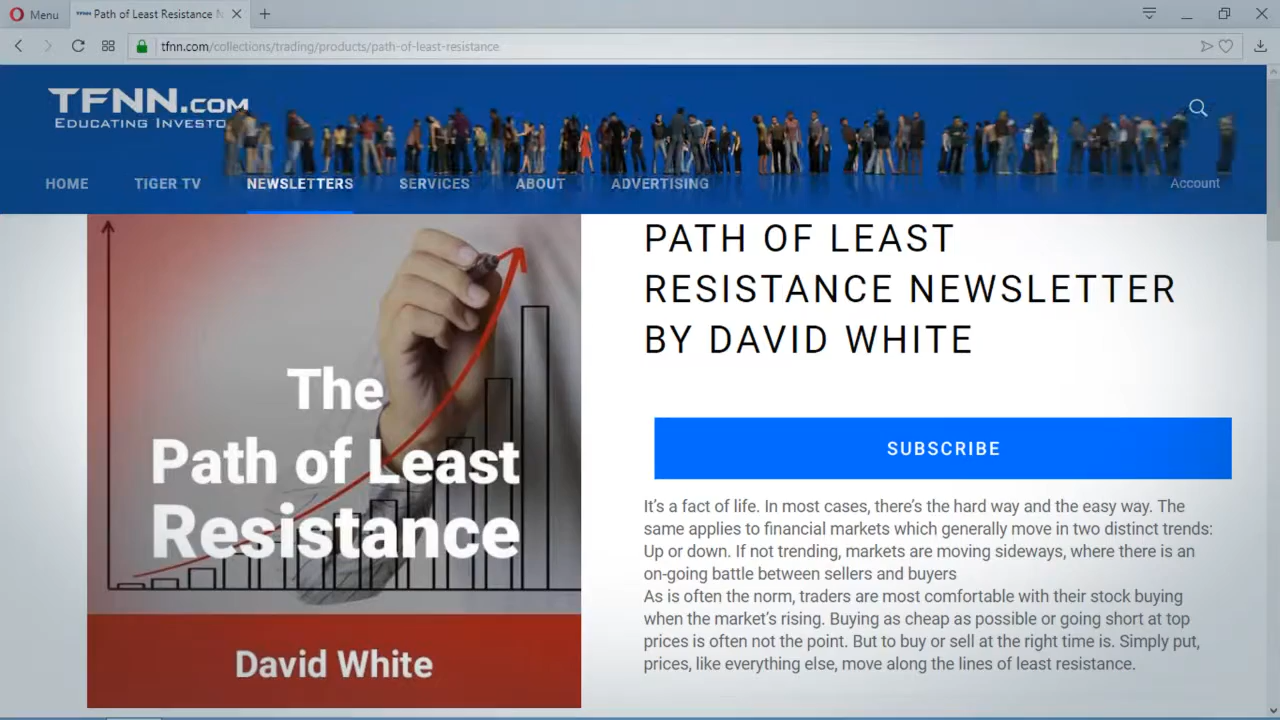 Menu
Path of Least Resistance N
tfnn.com/collections/trading/products/path-of-least-resistance
TFNN.COM
EDUCATING INVESTO
HOME
TIGER TV
NEWSLETTERS
SERVICES
ABOUT
ADVERTISING
Account
The
Path of Least
Resistance
David White
PATH OF LEAST
RESISTANCE NEWSLETTER
BY DAVID WHITE
SUBSCRIBE
It's a fact of life. In most cases, there's the hard way and the easy way. The
same applies to financial markets which generally move in two distinct trends:
Up or down. If not trending, markets are moving sideways, where there is an
on-going battle between sellers and buyers
As is often the norm, traders are most comfortable with their stock buying
when the market's rising. Buying as cheap as possible or going short at top
prices is often not the point. But to buy or sell at the right time is. Simply put,
prices, like everything else, move along the lines of least resistance.